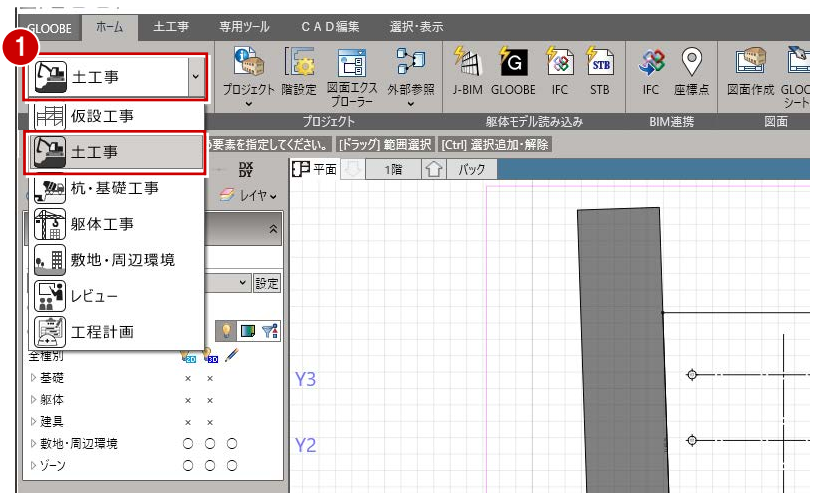 GLOOBE ホーム 土工事 専用ツール CAD編集 選択・表示
1
土工事
プロジェクト 階設定 図面エクスプローラー 外部参照 J-BIM GLOOBE IFC STB IFC 座標点 図面作成 GLOO
シート
プロジェクト 躯体モデル読み込み BIM連携 図面
仮設工事
土工事
杭・基礎工事
躯体工事
敷地・周辺環境
レビュー
工程計画
要素を指定してください。 [ドラッグ] 範囲選択 [Ctrl] 選択追加・解除
DX
DY
平面 1階 バック
レイヤ
設定
全種別 2D 3D
基礎 × ×
躯体 × ×
建具 × ×
敷地・周辺環境 ○ ○ ○
ゾーン ○ ○ ○
Y3
Y2